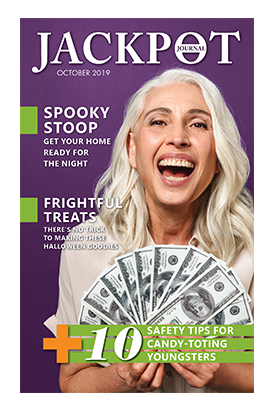 JACKPOT
JOURNAL
OCTOBER 2019
SPOOKY
STOOP
GET YOUR HOME
READY FOR
THE NIGHT
FRIGHTFUL
TREATS
THERE'S NO TRICK
TO MAKING THESE
HALLOWEEN GOODIES
+10
SAFETY TIPS FOR
CANDY-TOTING
YOUNGSTERS